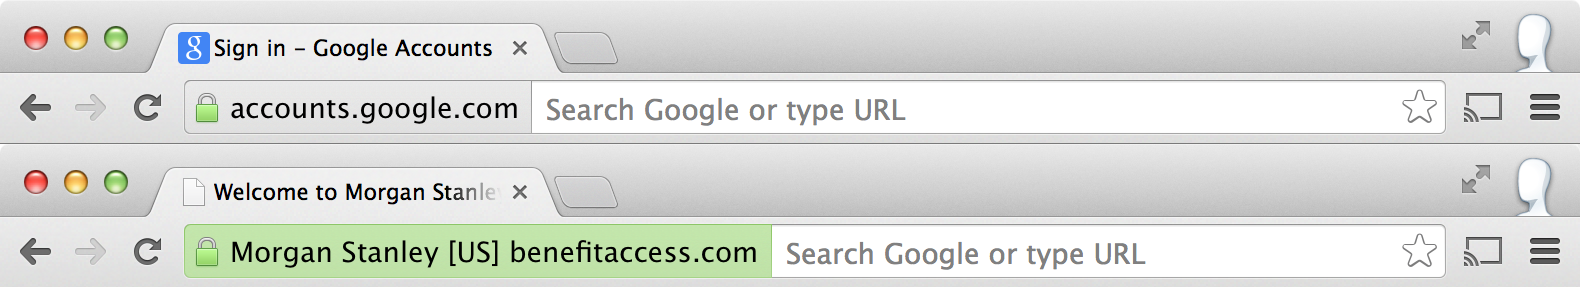 g Sign in – Google Accounts
accounts.google.com Search Google or type URL
Welcome to Morgan Stanley
Morgan Stanley [US] benefitaccess.com Search Google or type URL